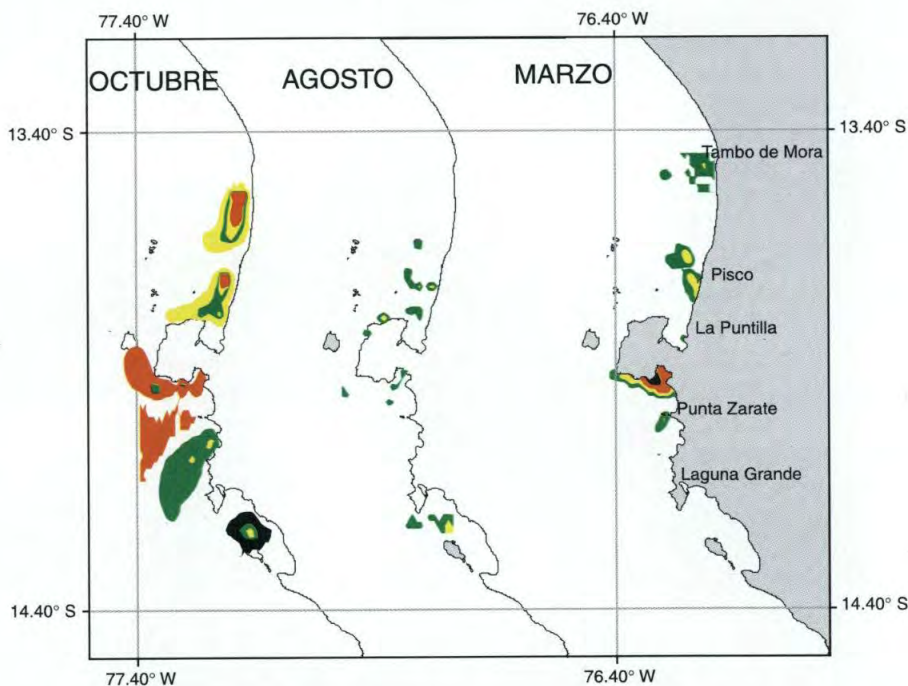 77.40° W
76.40° W
OCTUBRE
AGOSTO
MARZO
13.40° S
13.40° S
Tambo de Mora
Pisco
La Puntilla
Punta Zarate
Laguna Grande
14.40° S
14.40° S
77.40° W
76.40° W